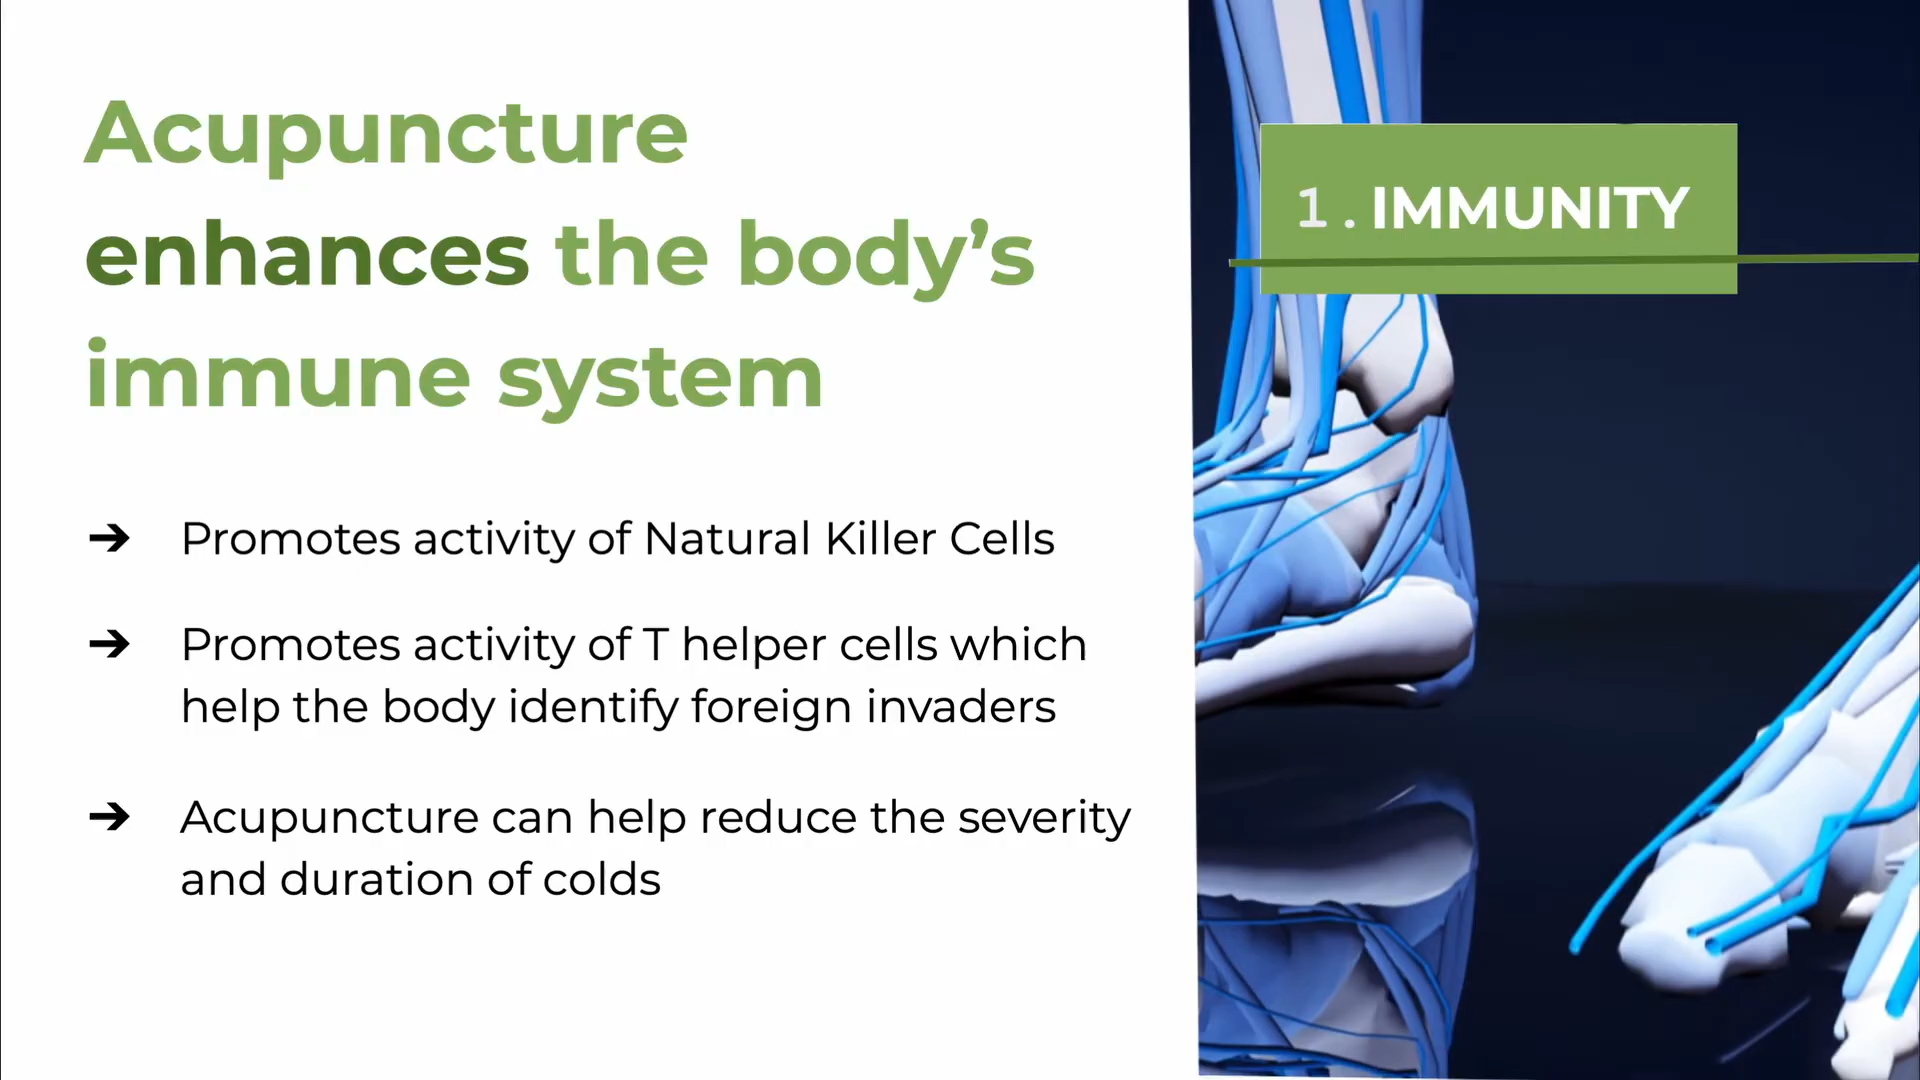 Acupuncture
enhances the body’s
immune system
1. IMMUNITY
➔ Promotes activity of Natural Killer Cells
➔ Promotes activity of T helper cells which
help the body identify foreign invaders
➔ Acupuncture can help reduce the severity
and duration of colds